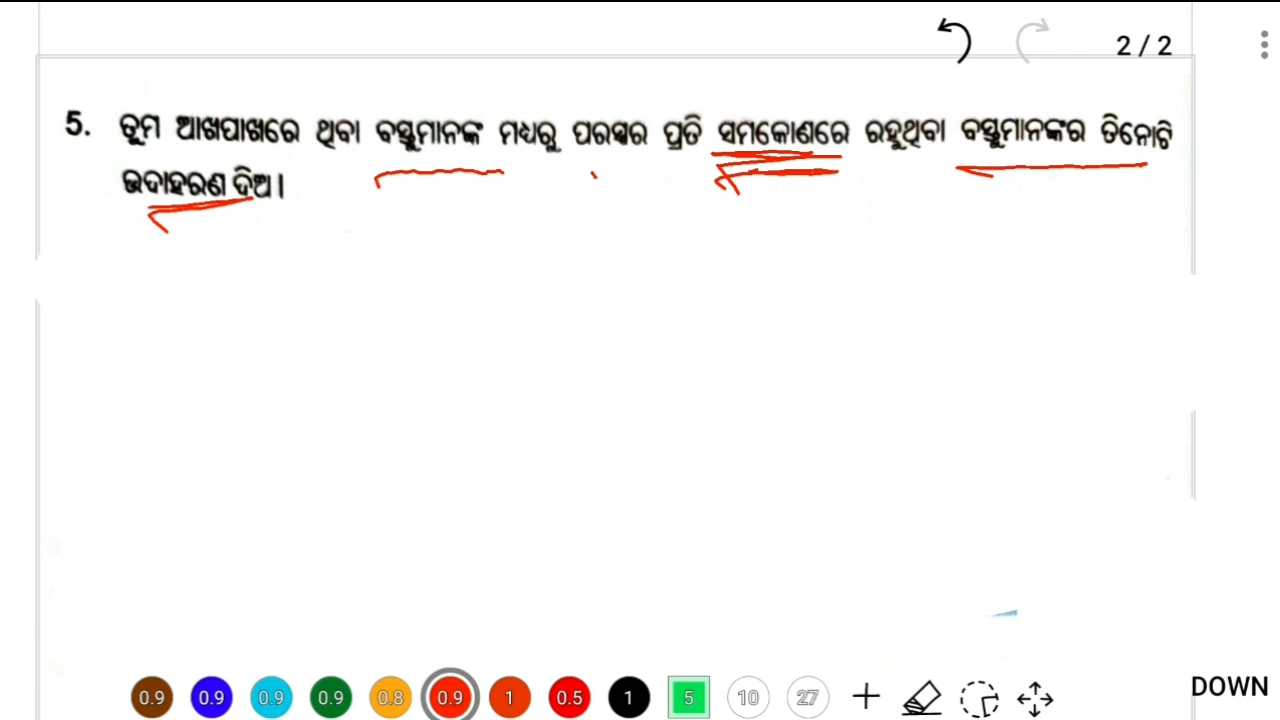 2 / 2
5. ତୁମ ଆଖପାଖରେ ଥିବା ବସ୍ତୁମାନଙ୍କ ମଧ୍ୟରୁ ପରସ୍ପର ପ୍ରତି ସମକୋଣରେ ରହୁଥିବା ବସ୍ତୁମାନଙ୍କର ତିନୋଟି
ଉଦାହରଣ ଦିଅ।
0.9 0.9 0.9 0.9 0.8 0.9 1 0.5 1 5 10 27 DOWN